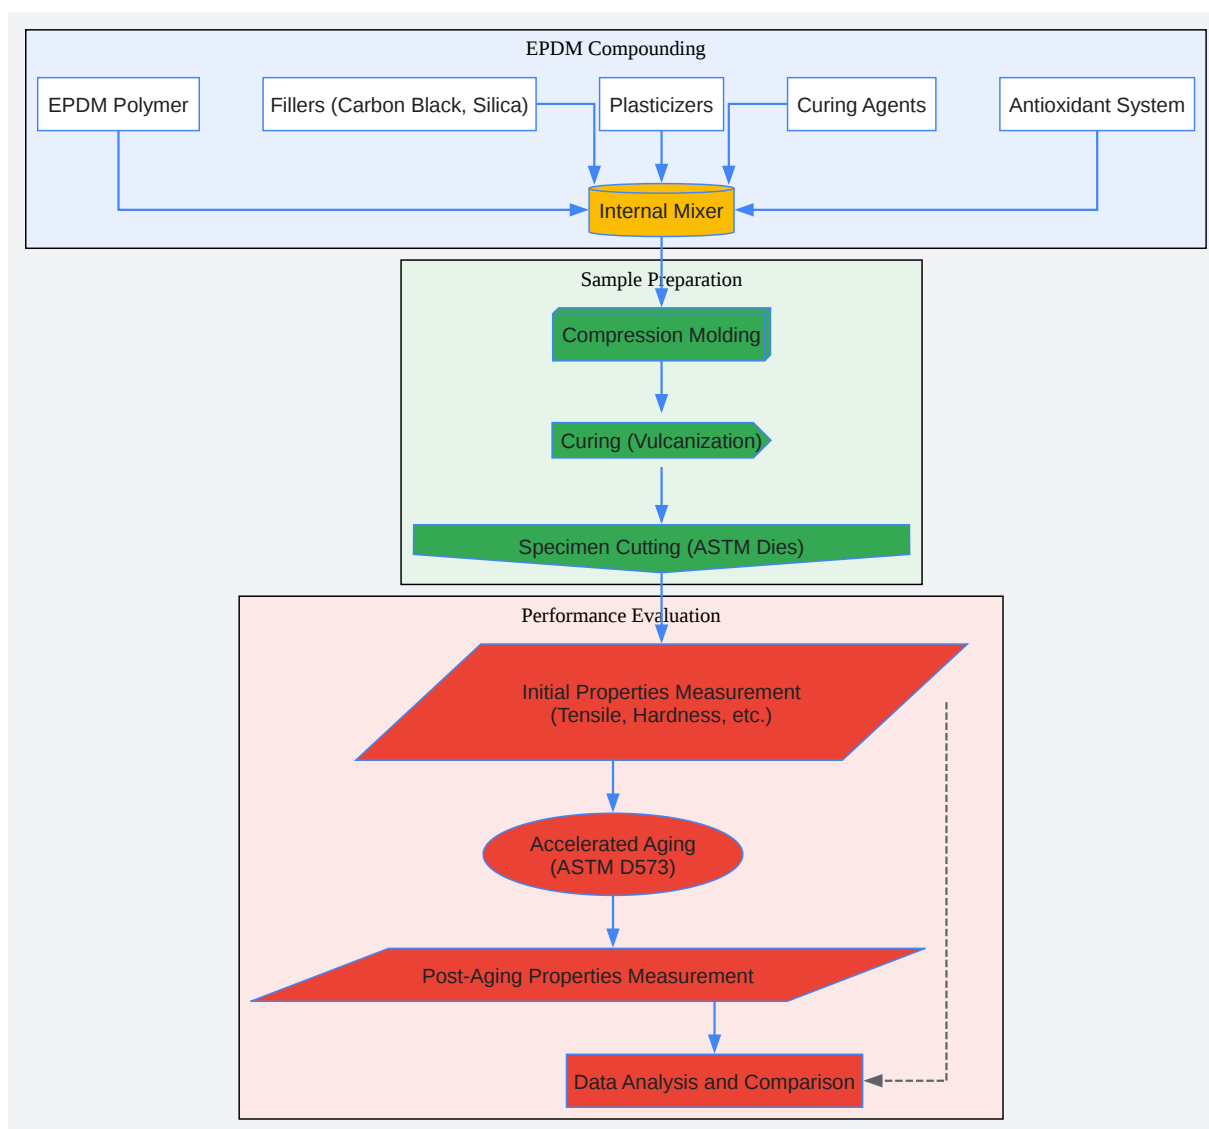 EPDM Compounding
EPDM Polymer
Fillers (Carbon Black, Silica)
Plasticizers
Curing Agents
Antioxidant System
Internal Mixer
Sample Preparation
Compression Molding
Curing (Vulcanization)
Specimen Cutting (ASTM Dies)
Performance Evaluation
Initial Properties Measurement
(Tensile, Hardness, etc.)
Accelerated Aging
(ASTM D573)
Post-Aging Properties Measurement
Data Analysis and Comparison